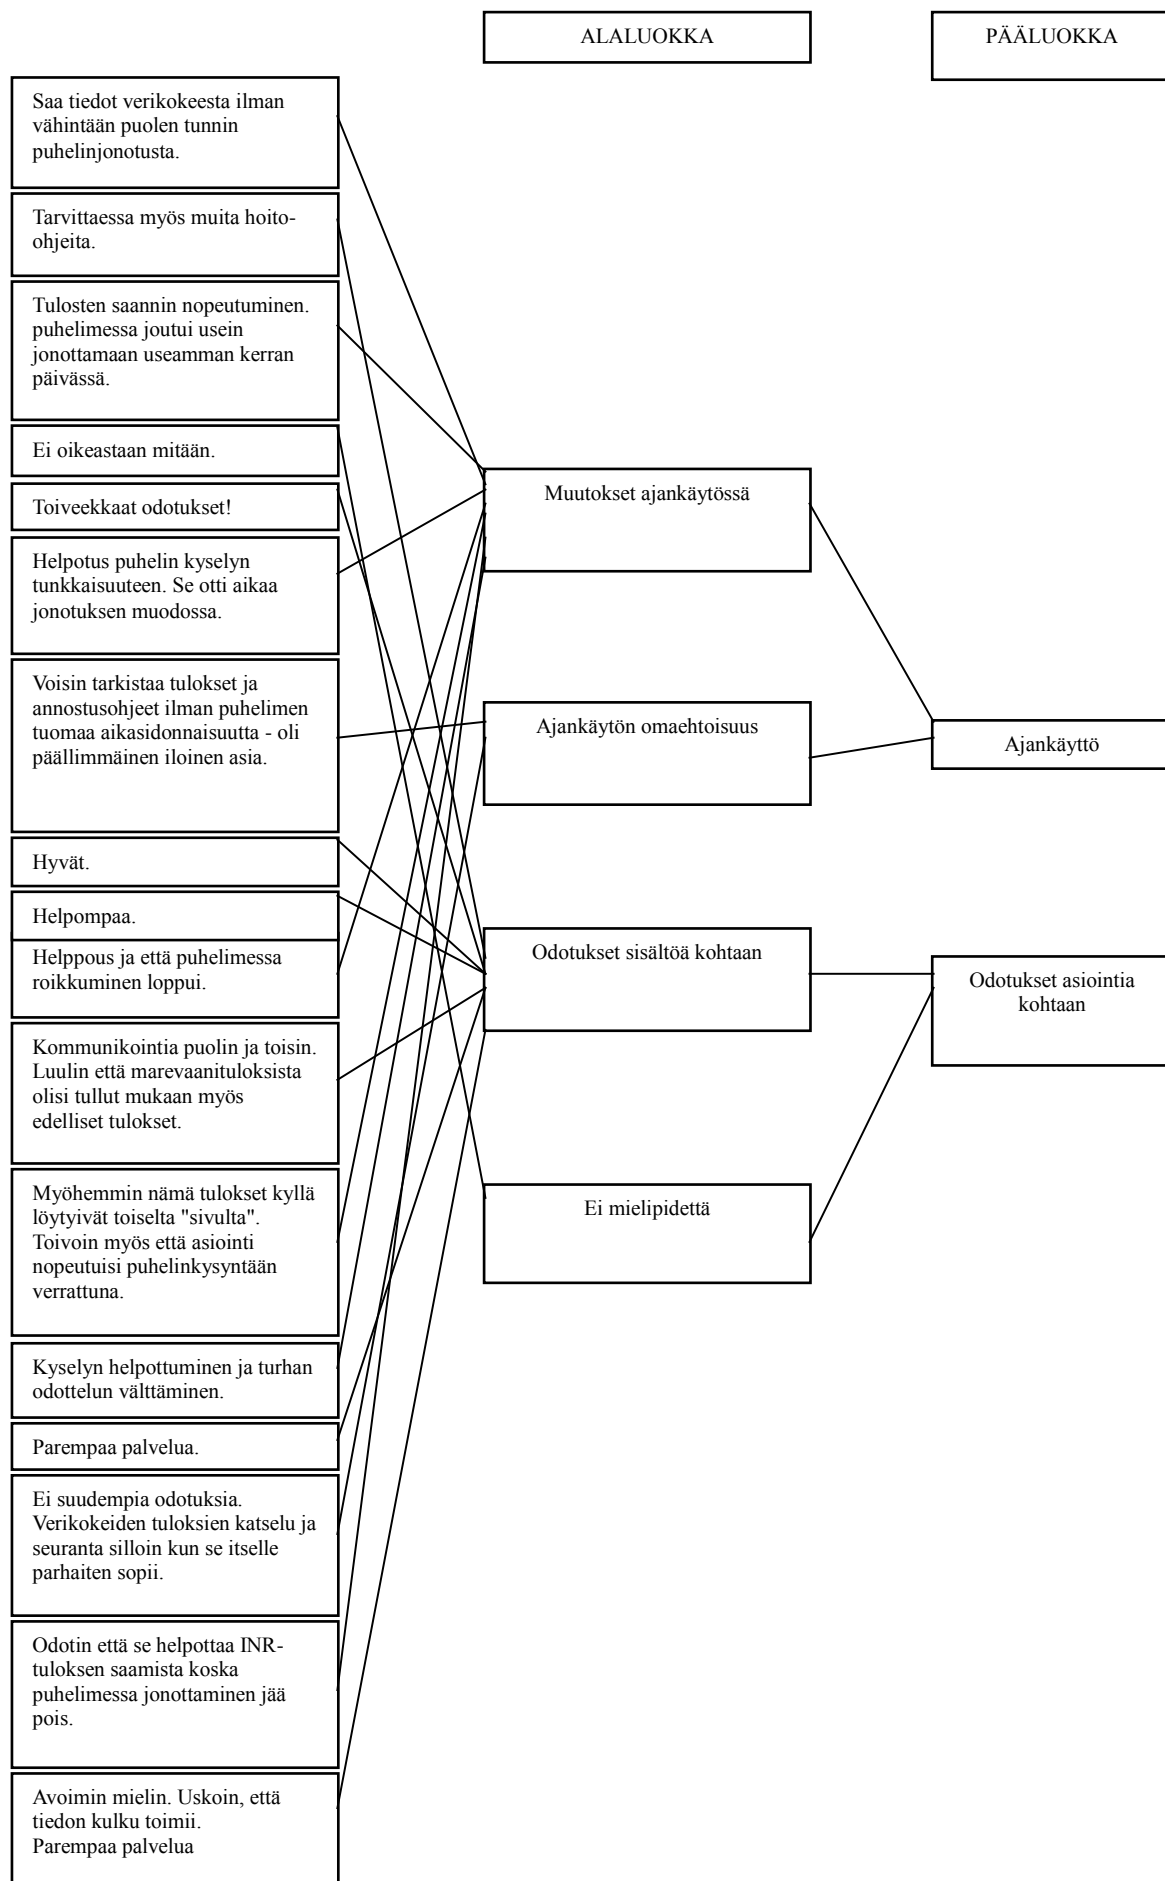 ALALUOKKA
PÄÄLUOKKA
Saa tiedot verikokeesta ilman
vähintään puolen tunnin
puhelinjonotusta.
Tarvittaessa myös muita hoito-
ohjeita.
Tulosten saannin nopeutuminen.
puhelimessa joutui usein
jonottamaan useamman kerran
päivässä.
Ei oikeastaan mitään.
Toiveekkaat odotukset!
Helpotus puhelin kyselyn
tunkkaisuuteen. Se otti aikaa
jonotuksen muodossa.
Voisin tarkistaa tulokset ja
annostusohjeet ilman puhelimen
tuomaa aikasidonnaisuutta - oli
päällimmäinen iloinen asia.
Hyvät.
Helpompaa.
Helppous ja että puhelimessa
roikkuminen loppui.
Kommunikointia puolin ja toisin.
Luulin että marevaanituloksista
olisi tullut mukaan myös
edelliset tulokset.
Myöhemmin nämä tulokset kyllä
löytyivät toiselta "sivulta".
Toivoin myös että asiointi
nopeutuisi puhelinkysyntään
verrattuna.
Kyselyn helpottuminen ja turhan
odottelun välttäminen.
Parempaa palvelua.
Ei suudempia odotuksia.
Verikokeiden tuloksien katselu ja
seuranta silloin kun se itselle
parhaiten sopii.
Odotin että se helpottaa INR-
tuloksen saamista koska
puhelimessa jonottaminen jää
pois.
Avoimin mielin. Uskoin, että
tiedon kulku toimii.
Parempaa palvelua
Muutokset ajankäytössä
Ajankäytön omaehtoisuus
Odotukset sisältöä kohtaan
Ei mielipidettä
Ajankäyttö
Odotukset asiointia
kohtaan